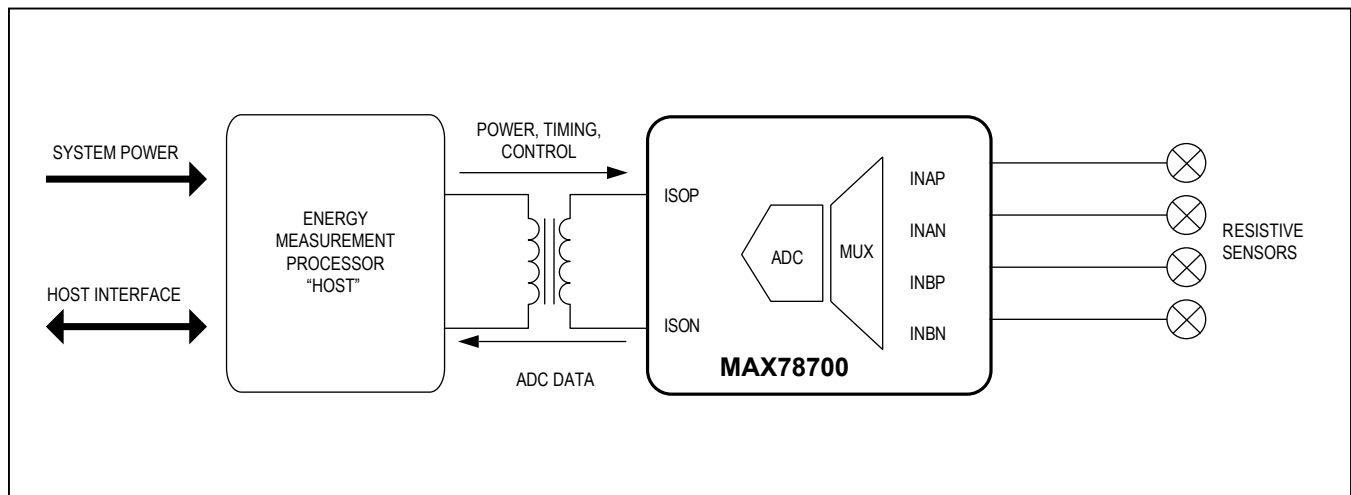 SYSTEM POWER
HOST INTERFACE
ENERGY
MEASUREMENT
PROCESSOR
“HOST”
POWER, TIMING,
CONTROL
ADC DATA
ISOP
ISON
ADC
MUX
INAP
INAN
INBP
INBN
MAX78700
RESISTIVE
SENSORS